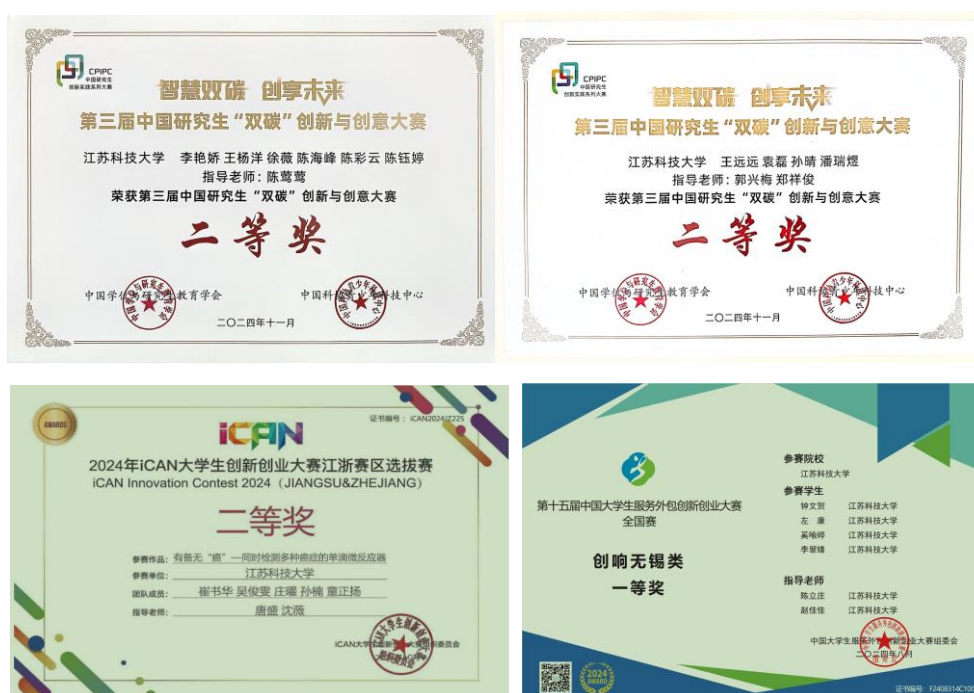 CPIPC
中国研究生
创新实践系列大赛
智慧双碳 创享未来
第三届中国研究生“双碳”创新与创意大赛
江苏科技大学 李艳娇 王杨洋 徐薇 陈海峰 陈彩云 陈钰婷
指导老师：陈莺莺
荣获第三届中国研究生“双碳”创新与创意大赛
二等奖
中国学位与研究生教育学会 中国科协青少年科技中心
二〇二四年十一月
CPIPC
中国研究生
创新实践系列大赛
智慧双碳 创享未来
第三届中国研究生“双碳”创新与创意大赛
江苏科技大学 王远远 袁磊 孙晴 潘瑞煜
指导老师：郭兴梅 郑祥俊
荣获第三届中国研究生“双碳”创新与创意大赛
二等奖
中国学位与研究生教育学会 中国科协青少年科技中心
二〇二四年十一月
AWARDS
证书编号：iCAN2024JZ225
iCAN
2024年iCAN大学生创新创业大赛江浙赛区选拔赛
iCAN Innovation Contest 2024（JIANGSU&ZHEJIANG）
二等奖
参赛作品：有备无“癌”—同时检测多种癌症的单滴微反应器
参赛单位：江苏科技大学
团队成员：崔书华 吴俊雯 庄曜 孙楠 童正扬
指导老师：唐盛 沈薇
第十五届中国大学生服务外包创新创业大赛
全国赛
创响无锡类
一等奖
参赛院校
江苏科技大学
参赛学生
钟文贺 江苏科技大学
左康 江苏科技大学
奚喻婷 江苏科技大学
李翠锋 江苏科技大学
指导老师
陈立庄 江苏科技大学
赵佳佳 江苏科技大学
中国大学生服务外包创新创业大赛组委会
二〇二四年八月
2024
AWARD
证书编号：F2408314C100